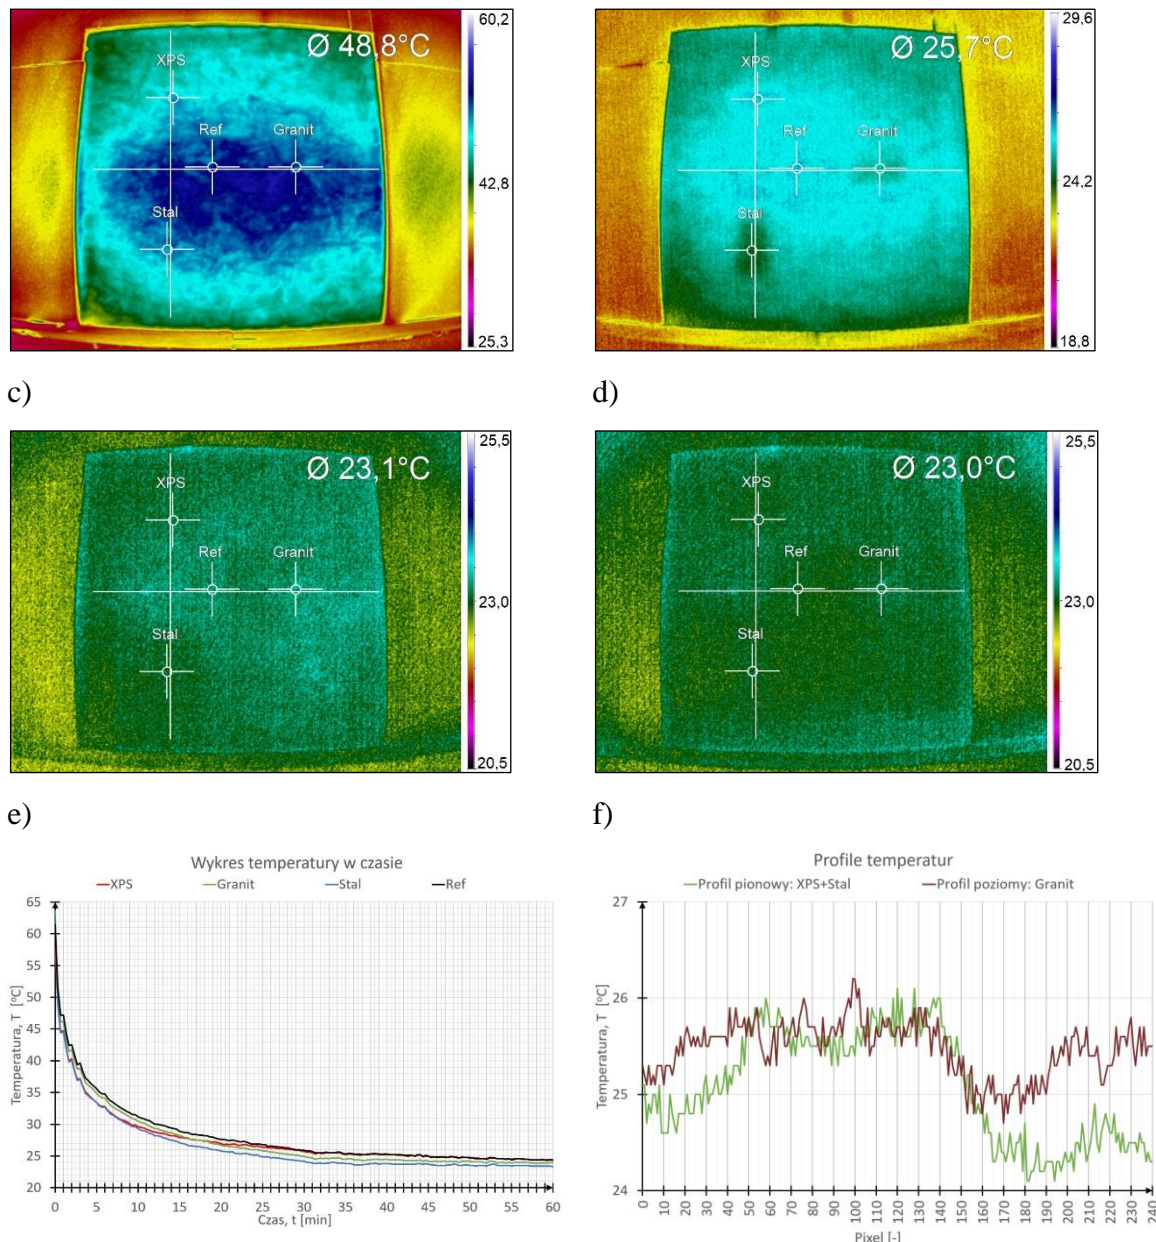 60,2
Ø 48,8°C
XPS
Ref
Granit
42,8
Stal
25,3
29,6
Ø 25,7°C
XPS
Ref
Granit
24,2
Stal
18,8
c)
d)
25,5
Ø 23,1°C
XPS
Ref
Granit
23,0
Stal
20,5
25,5
Ø 23,0°C
XPS
Ref
Granit
23,0
Stal
20,5
e)
f)
Wykres temperatury w czasie
XPS Granit Stal Ref
65
60
55
50
45
40
35
30
25
20
Temperatura, T [°C]
0 5 10 15 20 25 30 35 40 45 50 55 60
Czas, t [min]
Profile temperatur
Profil pionowy: XPS+Stal Profil poziomy: Granit
27
26
25
24
Temperatura, T [°C]
0 10 20 30 40 50 60 70 80 90 100 110 120 130 140 150 160 170 180 190 200 210 220 230 240
Pixel [-]